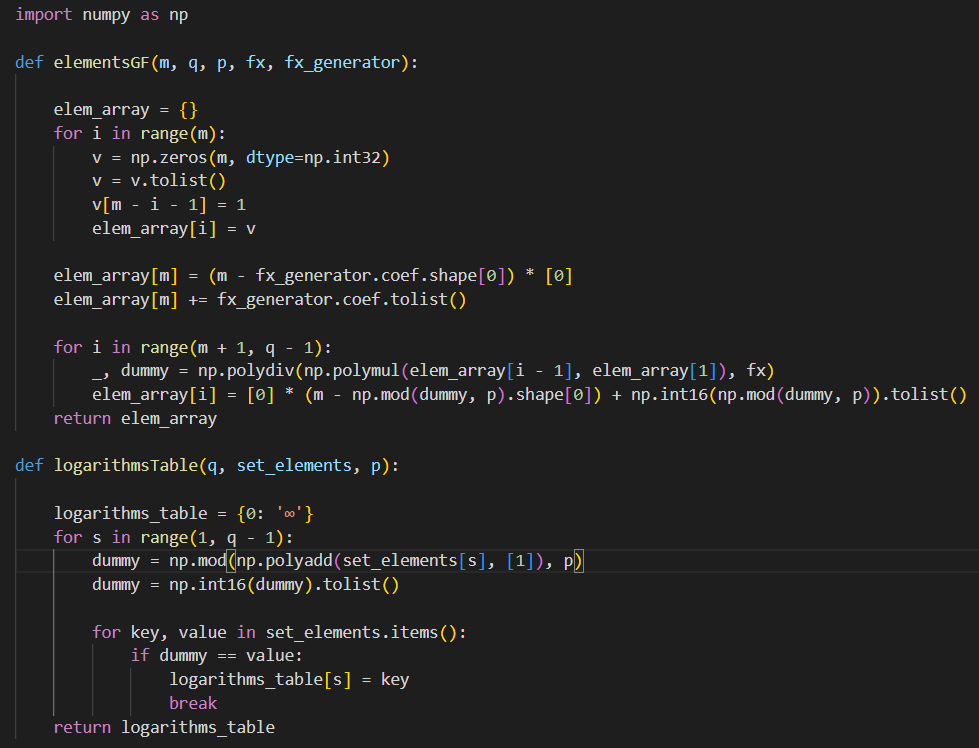 import numpy as np
def elementsGF(m, q, p, fx, fx_generator):
elem_array = {}
for i in range(m):
v = np.zeros(m, dtype=np.int32)
v = v.tolist()
v[m - i - 1] = 1
elem_array[i] = v
elem_array[m] = (m - fx_generator.coef.shape[0]) * [0]
elem_array[m] += fx_generator.coef.tolist()
for i in range(m + 1, q - 1):
_, dummy = np.polydiv(np.polymul(elem_array[i - 1], elem_array[1]), fx)
elem_array[i] = [0] * (m - np.mod(dummy, p).shape[0]) + np.int16(np.mod(dummy, p)).tolist()
return elem_array
def logarithmsTable(q, set_elements, p):
logarithms_table = {0: '∞'}
for s in range(1, q - 1):
dummy = np.mod(np.polyadd(set_elements[s], [1]), p)
dummy = np.int16(dummy).tolist()
for key, value in set_elements.items():
if dummy == value:
logarithms_table[s] = key
break
return logarithms_table